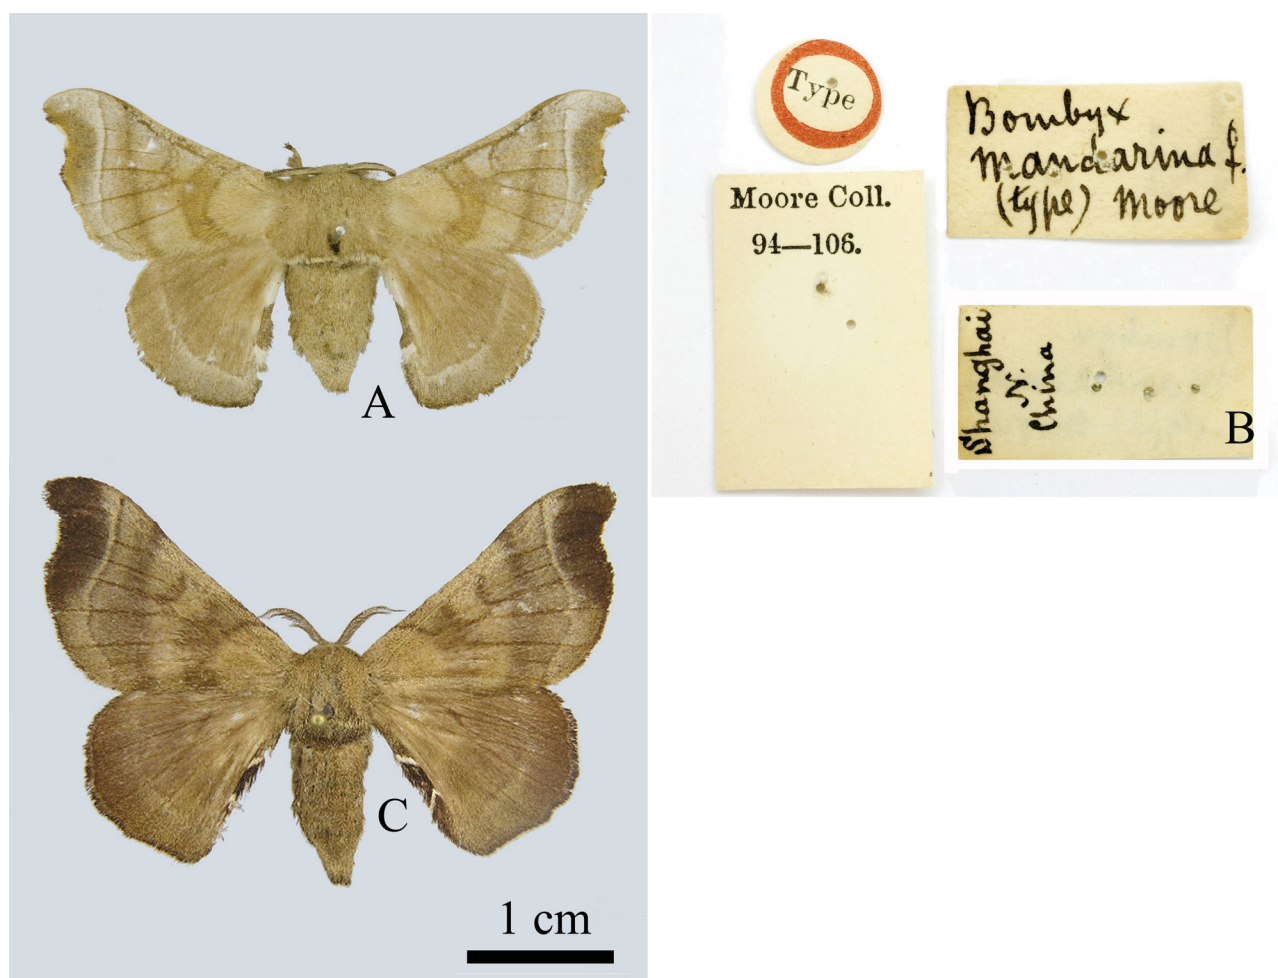 A
C
1 cm
Type
Moore Coll.
94—106.
Bombyx
mandarina f.
(type) Moore
Shanghai
N.
China
B